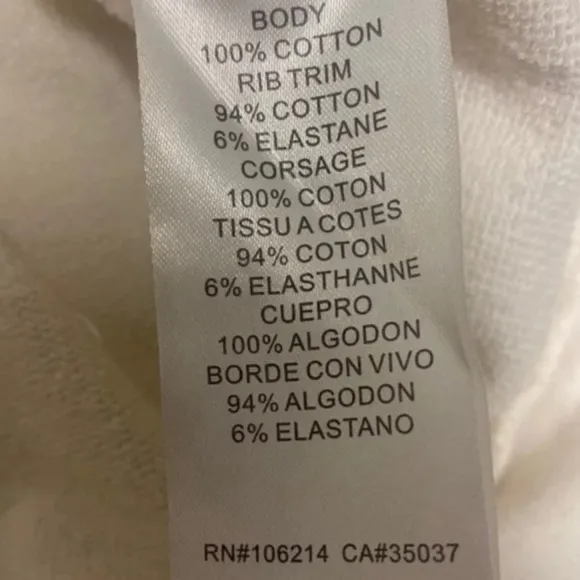 BODY
100% COTTON
RIB TRIM
94% COTTON
6% ELASTANE
CORSAGE
100% COTON
TISSU A COTES
94% COTON
6% ELASTHANNE
CUEPRO
100% ALGODON
BORDE CON VIVO
94% ALGODON
6% ELASTANO
RN#106214 CA#35037